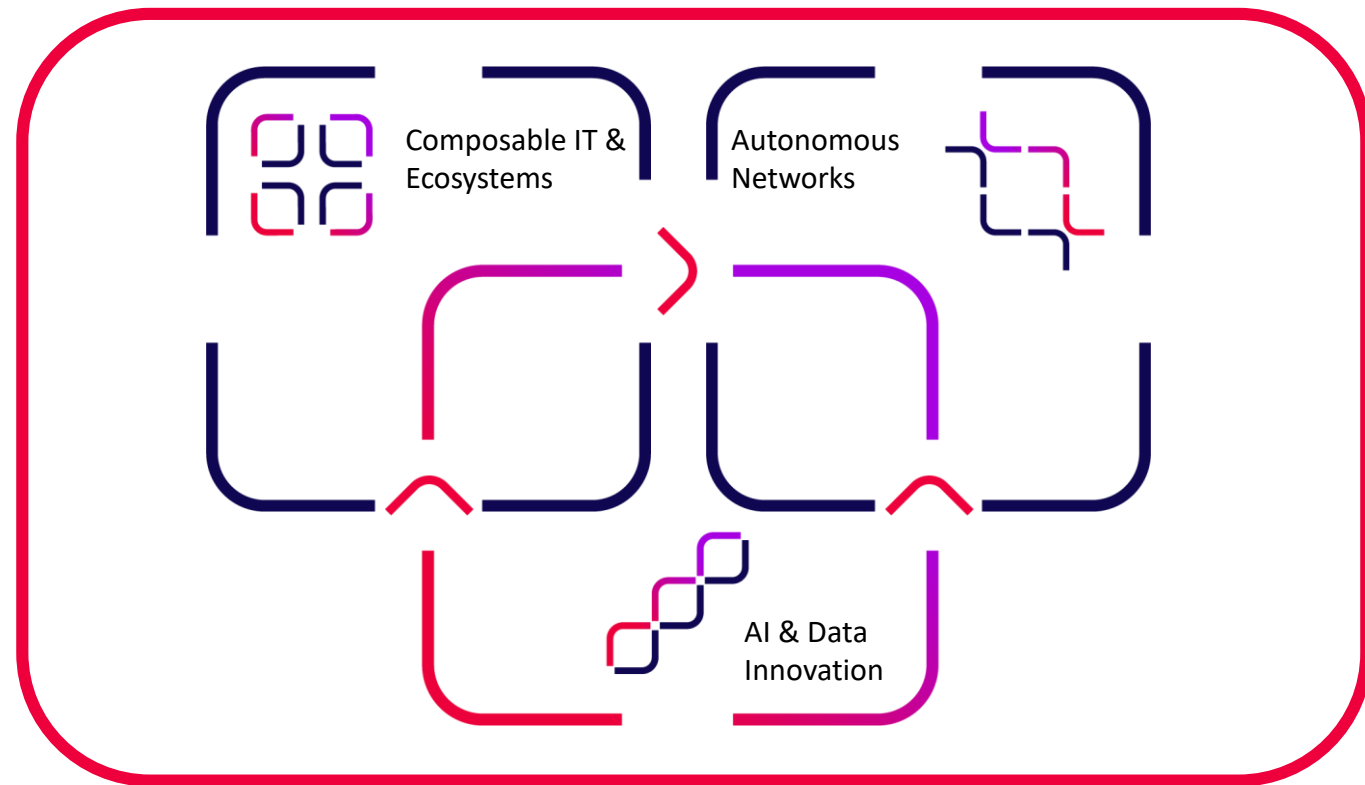 Composable IT &
Ecosystems
Autonomous
Networks
AI & Data
Innovation